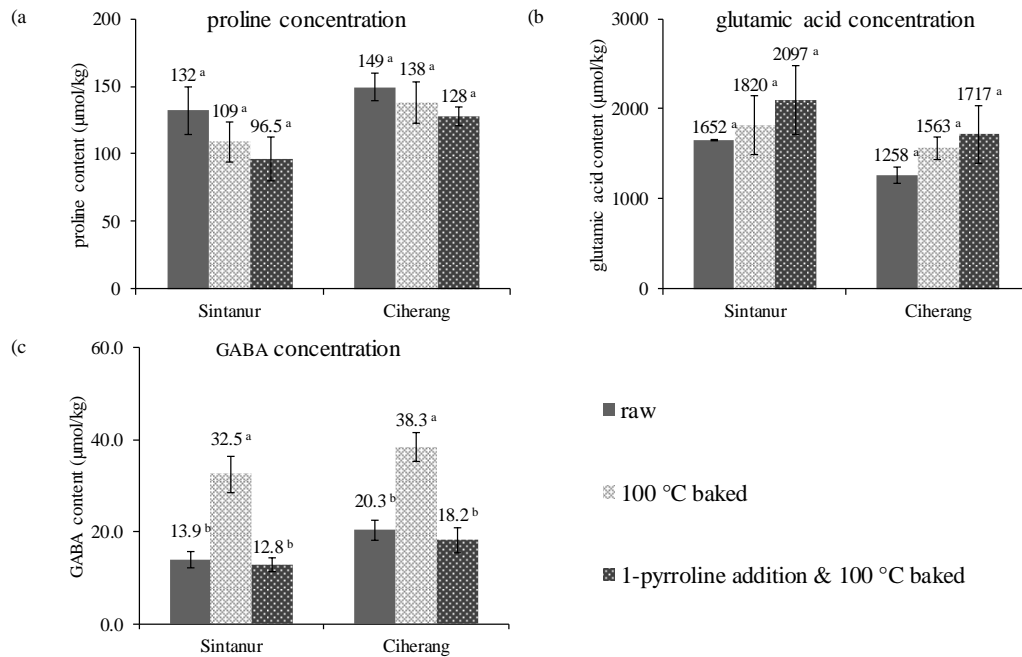 (a
proline concentration
proline content (μmol/kg)
200
150
100
50
0
132 a
109 a
96.5 a
149 a
138 a
128 a
Sintanur
Ciherang
(b
glutamic acid concentration
glutamic acid content (μmol/kg)
3000
2000
1000
0
1652 a
1820 a
2097 a
1258 a
1563 a
1717 a
Sintanur
Ciherang
(c
GABA concentration
GABA content (μmol/kg)
60.0
40.0
20.0
0.0
13.9 b
32.5 a
12.8 b
20.3 b
38.3 a
18.2 b
Sintanur
Ciherang
raw
100 °C baked
1-pyrroline addition & 100 °C baked